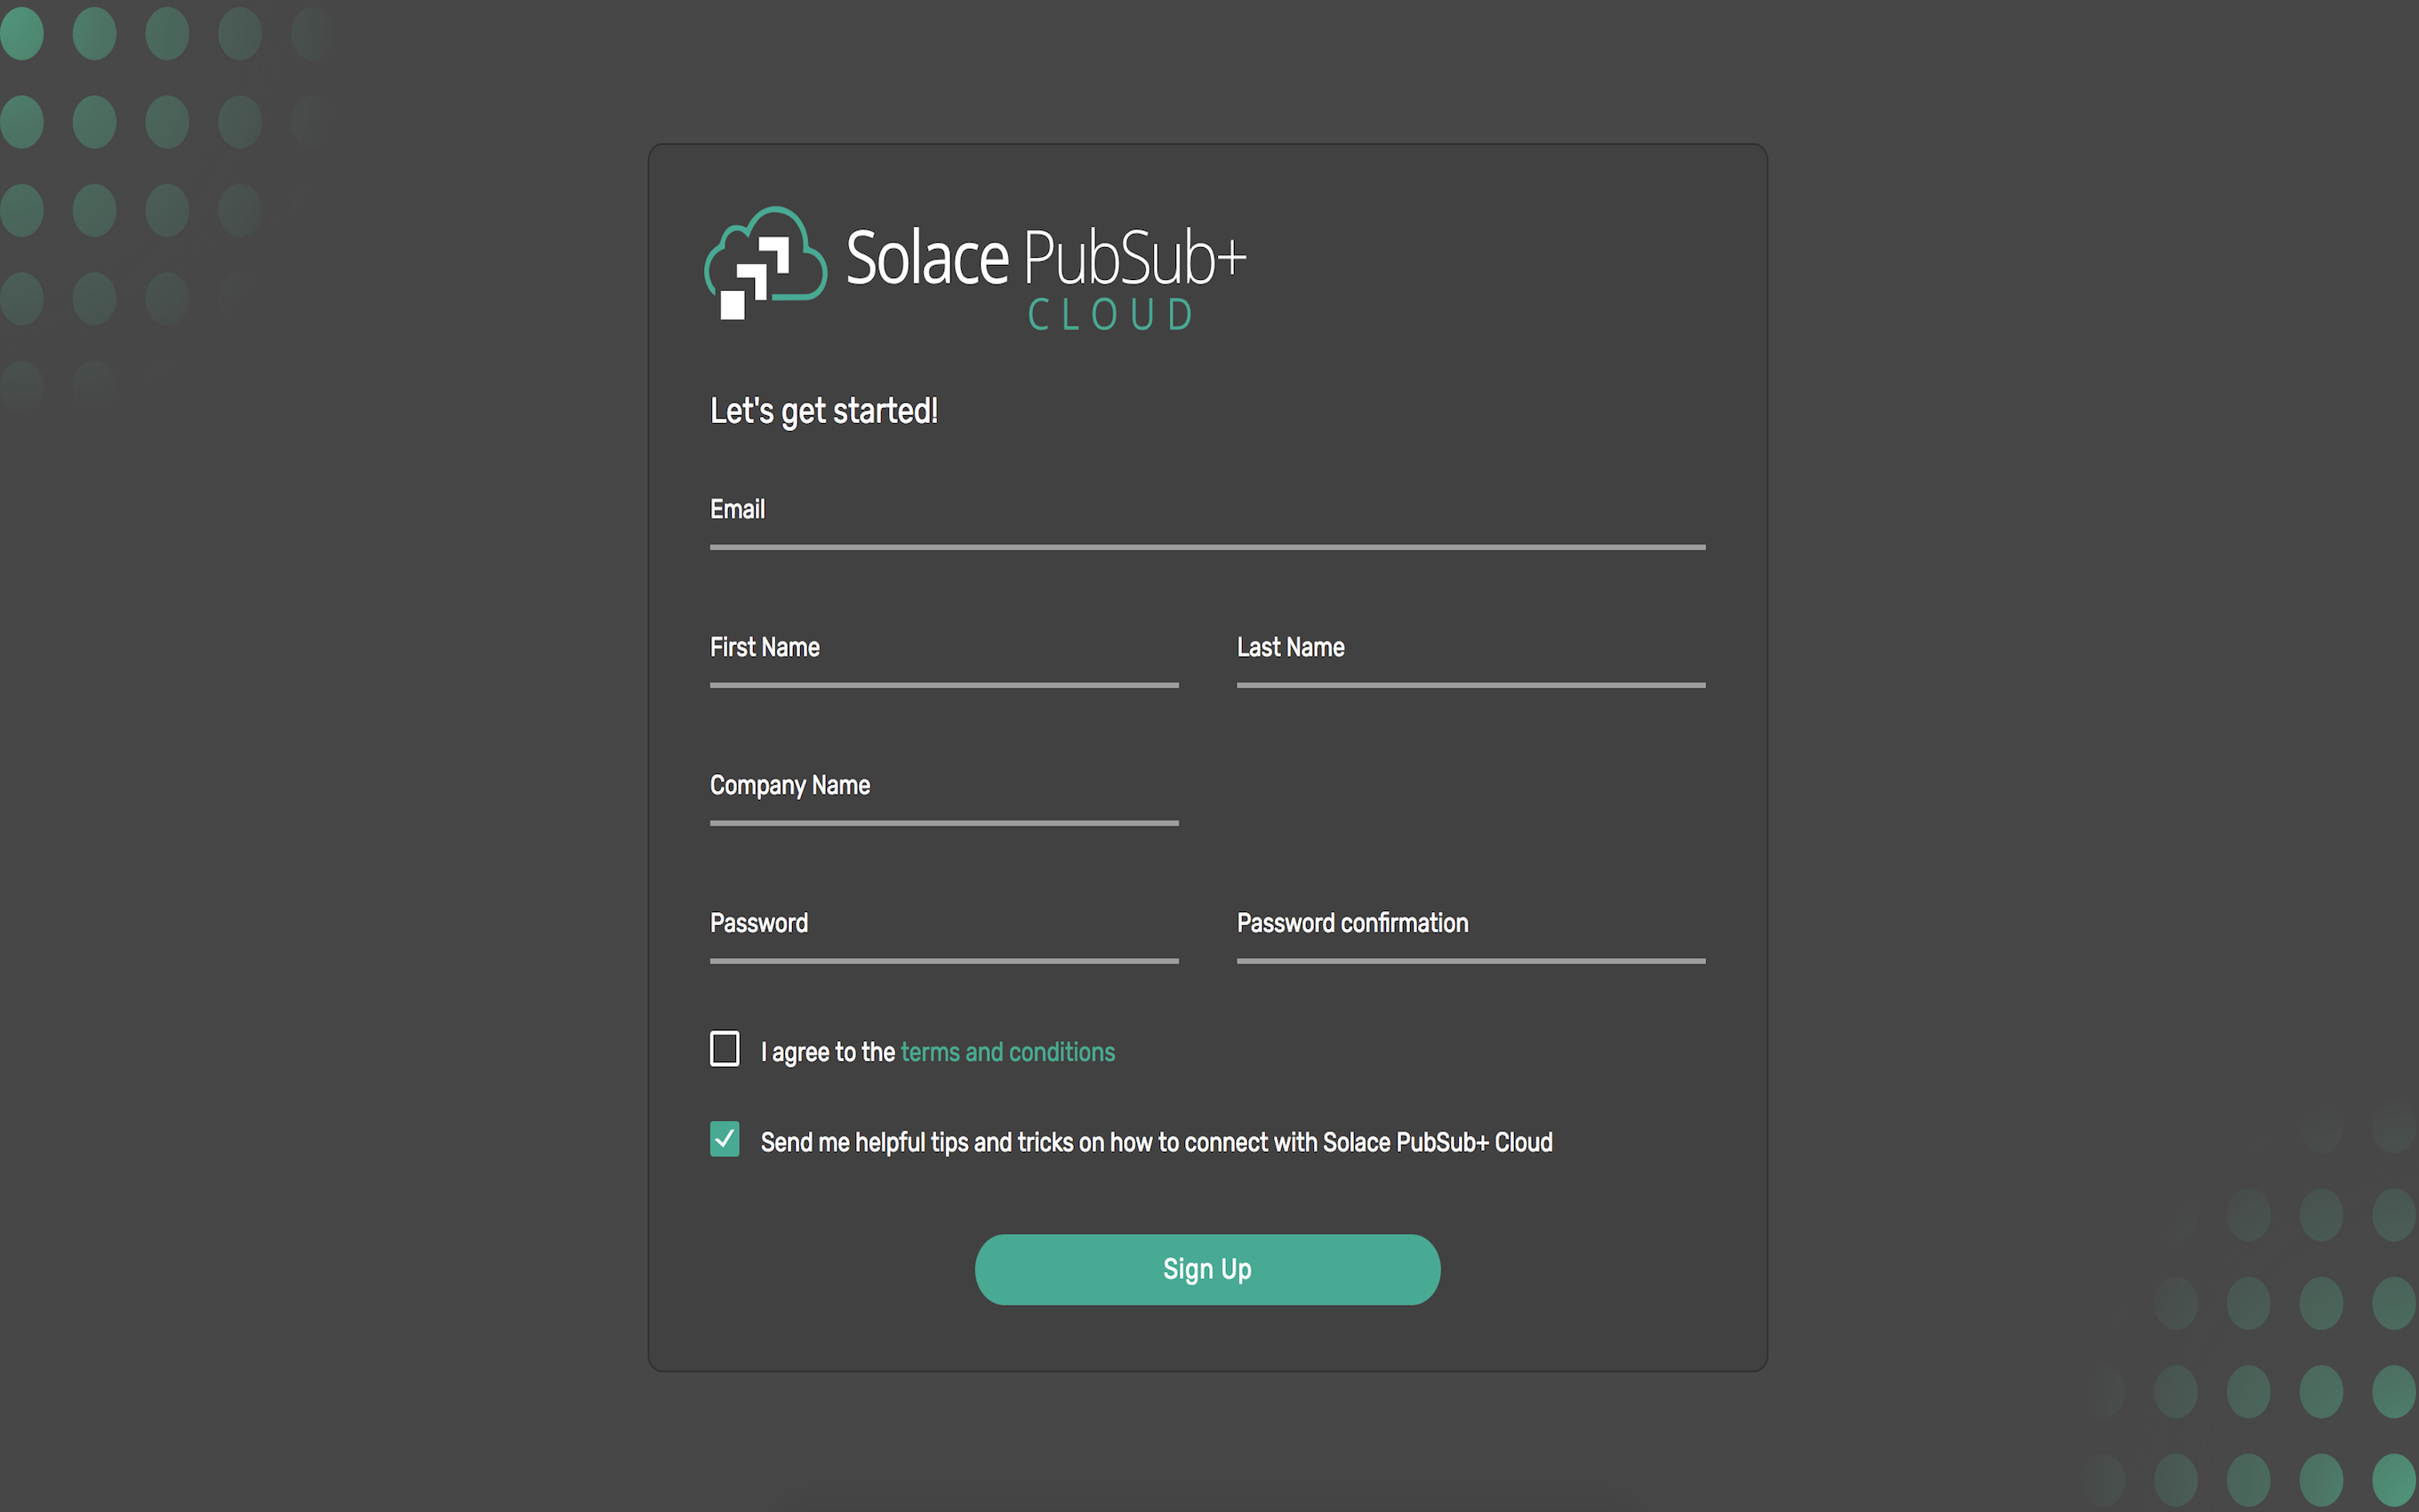 Solace PubSub+
CLOUD
Let's get started!
Email
First Name
Last Name
Company Name
Password
Password confirmation
I agree to the terms and conditions
Send me helpful tips and tricks on how to connect with Solace PubSub+ Cloud
Sign Up